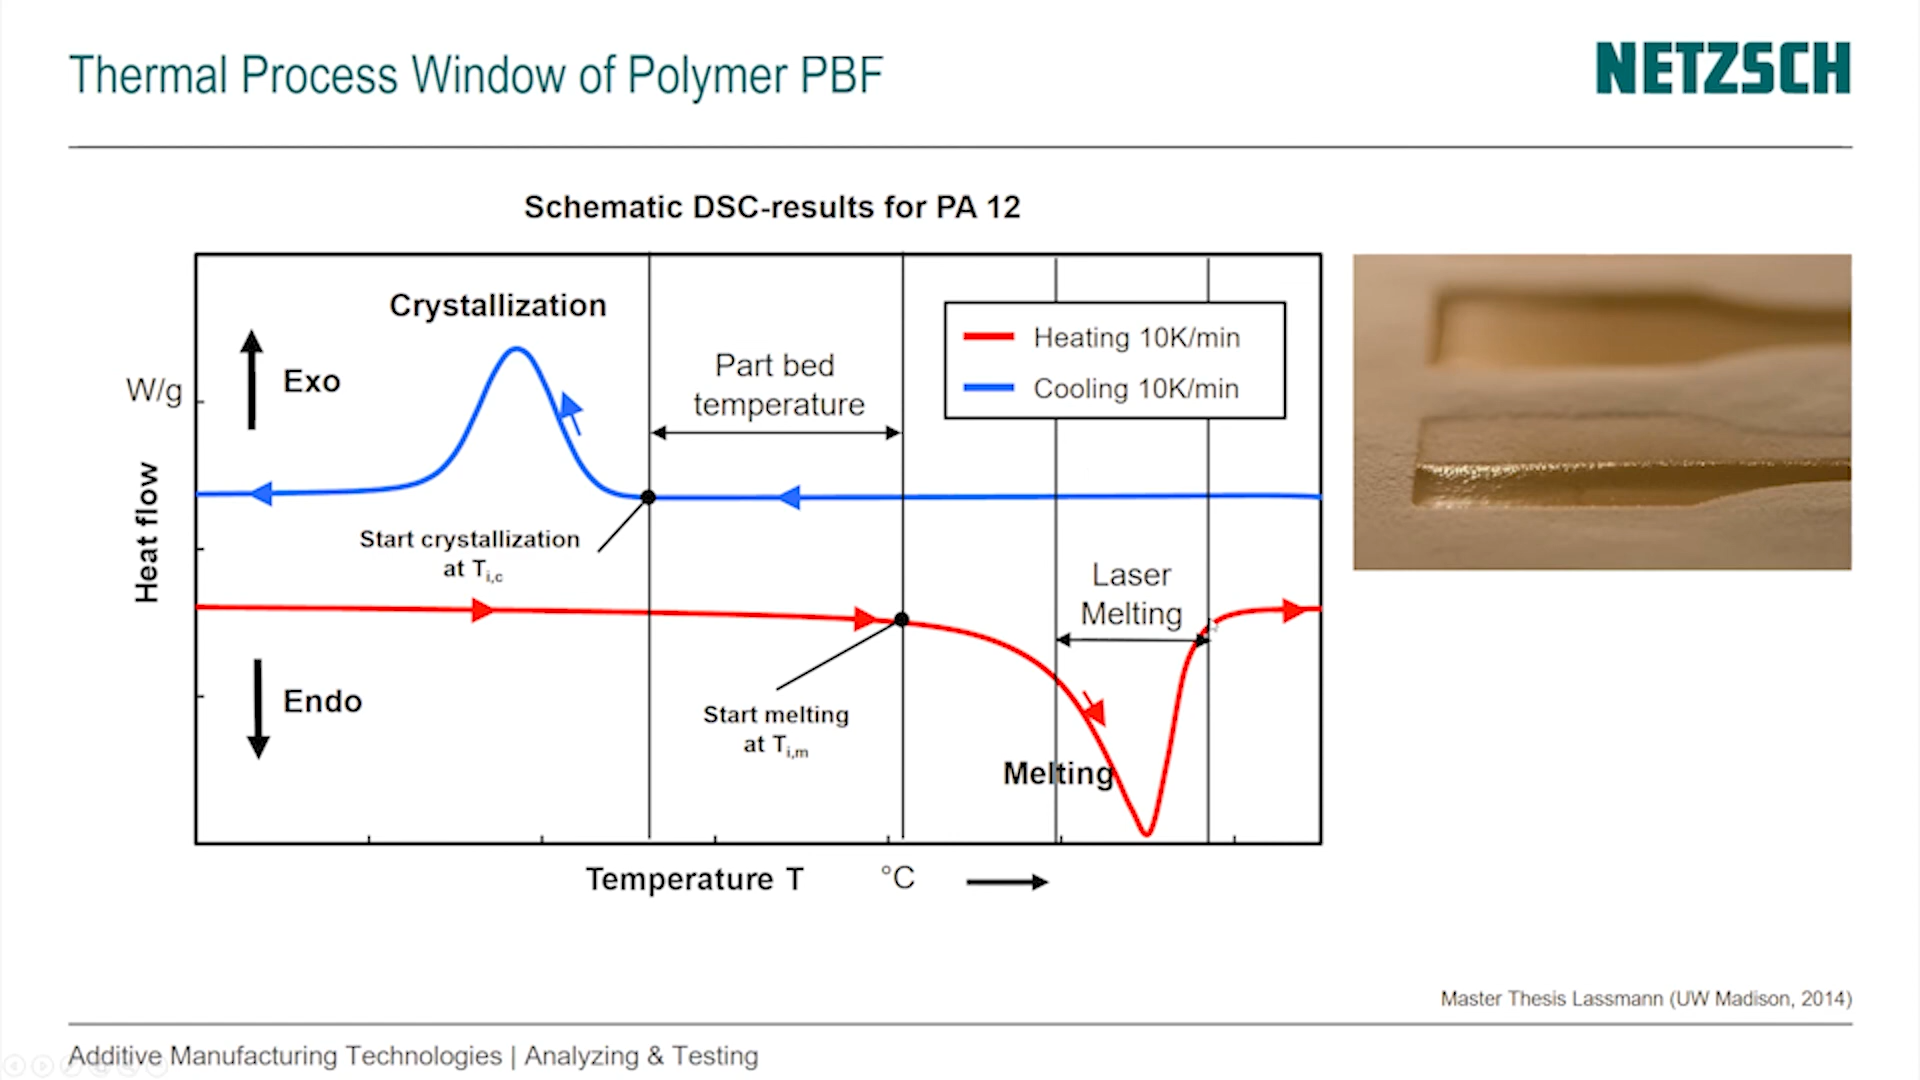 Thermal Process Window of Polymer PBF
NETZSCH
Schematic DSC-results for PA 12
Crystallization
Exo
W/g
Part bed
temperature
Heating 10K/min
Cooling 10K/min
Heat flow
Start crystallization
at Ti,c
Laser
Melting
Endo
Start melting
at Ti,m
Melting
Temperature T °C
Master Thesis Lassmann (UW Madison, 2014)
Additive Manufacturing Technologies | Analyzing & Testing